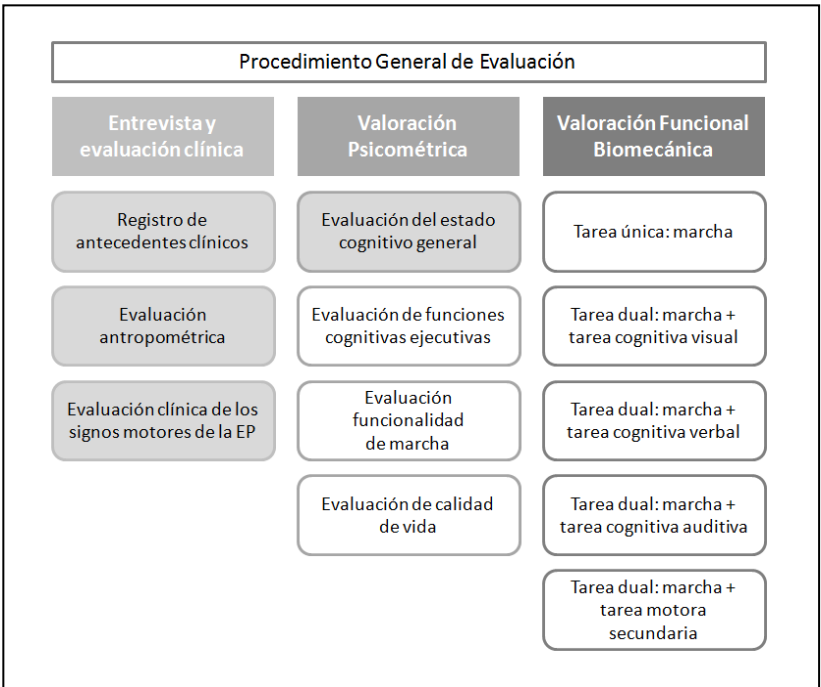 Procedimiento General de Evaluación
Entrevista y
evaluación clínica
Registro de
antecedentes clínicos
Evaluación
antropométrica
Evaluación clínica de los
signos motores de la EP
Valoración
Psicométrica
Evaluación del estado
cognitivo general
Evaluación de funciones
cognitivas ejecutivas
Evaluación
funcionalidad
de marcha
Evaluación de calidad
de vida
Valoración Funcional
Biomecánica
Tarea única: marcha
Tarea dual: marcha +
tarea cognitiva visual
Tarea dual: marcha +
tarea cognitiva verbal
Tarea dual: marcha +
tarea cognitiva auditiva
Tarea dual: marcha +
tarea motora
secundaria